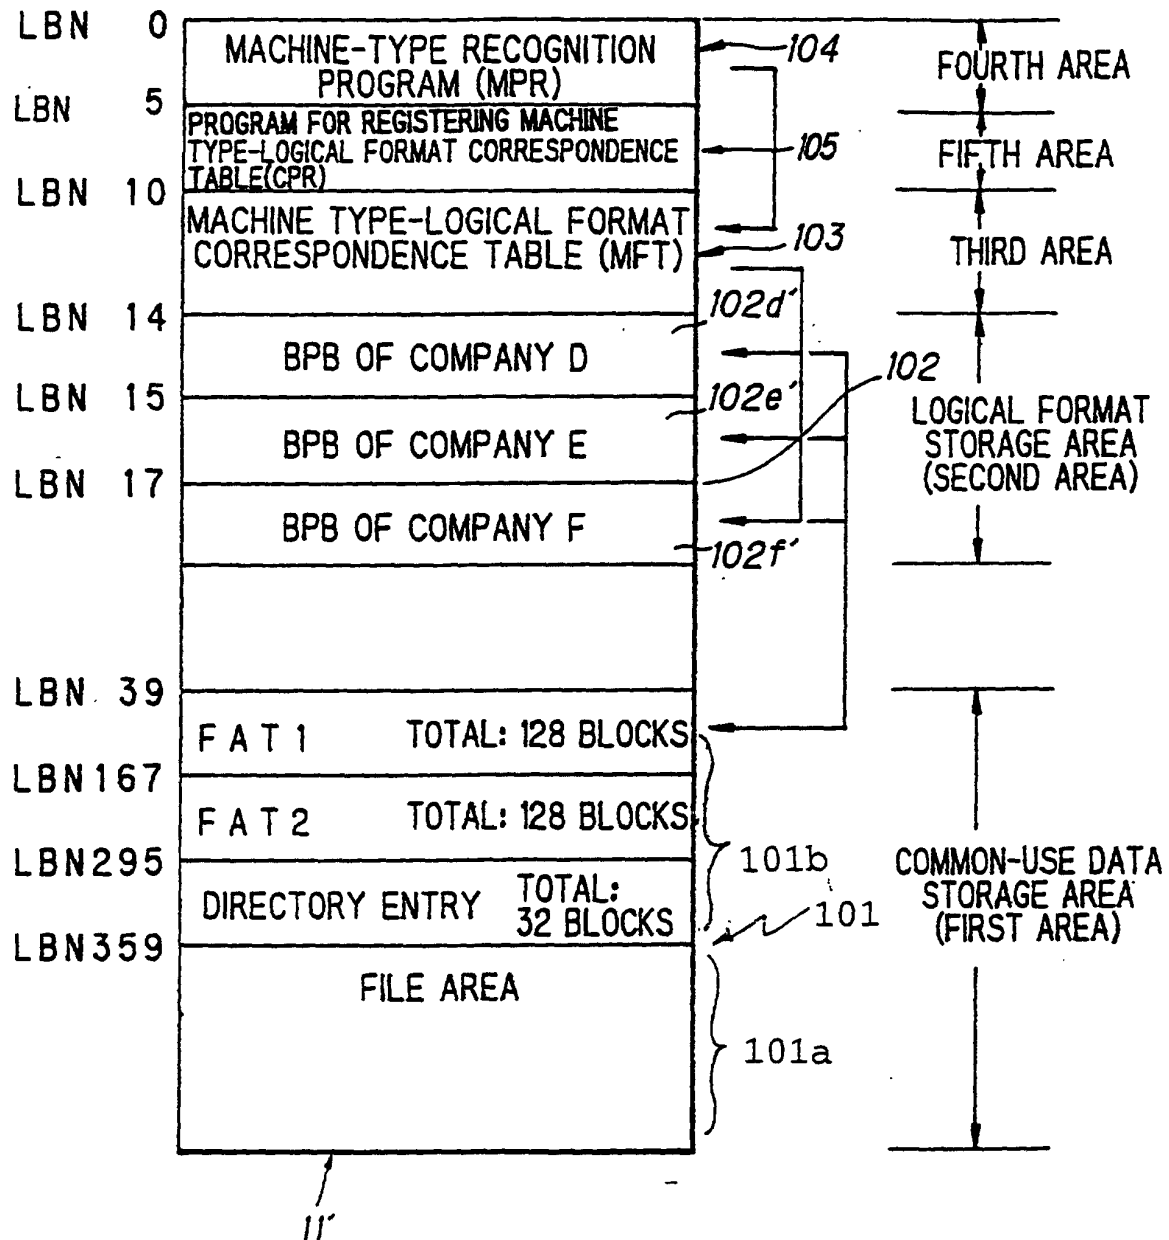 LBN 0
MACHINE-TYPE RECOGNITION
PROGRAM (MPR)
104
FOURTH AREA
LBN 5
PROGRAM FOR REGISTERING MACHINE
TYPE-LOGICAL FORMAT CORRESPONDENCE
TABLE(CPR)
105
FIFTH AREA
LBN 10
MACHINE TYPE-LOGICAL FORMAT
CORRESPONDENCE TABLE (MFT)
103
THIRD AREA
LBN 14
102d'
BPB OF COMPANY D
LBN 15
102e'
102
BPB OF COMPANY E
LOGICAL FORMAT
STORAGE AREA
(SECOND AREA)
LBN 17
BPB OF COMPANY F
102f'
LBN 39
FAT1 TOTAL: 128 BLOCKS
LBN167
FAT2 TOTAL: 128 BLOCKS
LBN295
101b
COMMON-USE DATA
STORAGE AREA
(FIRST AREA)
DIRECTORY ENTRY TOTAL:
32 BLOCKS
101
LBN359
FILE AREA
101a
11'